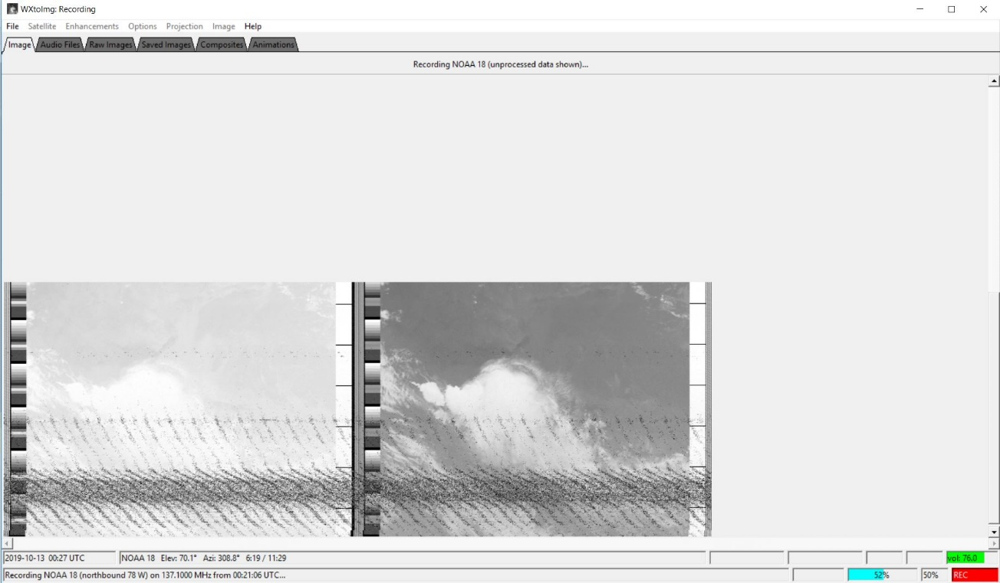 WXtoImg: Recording
File Satellite Enhancements Options Projection Image Help
Image Audio Files Raw Images Saved Images Composites Animations
Recording NOAA 18 (unprocessed data shown)...
2019-10-13 00:27 UTC NOAA 18 Elev: 70.1° Azi: 308.8° 6:19 / 11:29 vol: 76.0
Recording NOAA 18 (northbound 78 W) on 137.1000 MHz from 00:21:06 UTC... 52% 50% REC